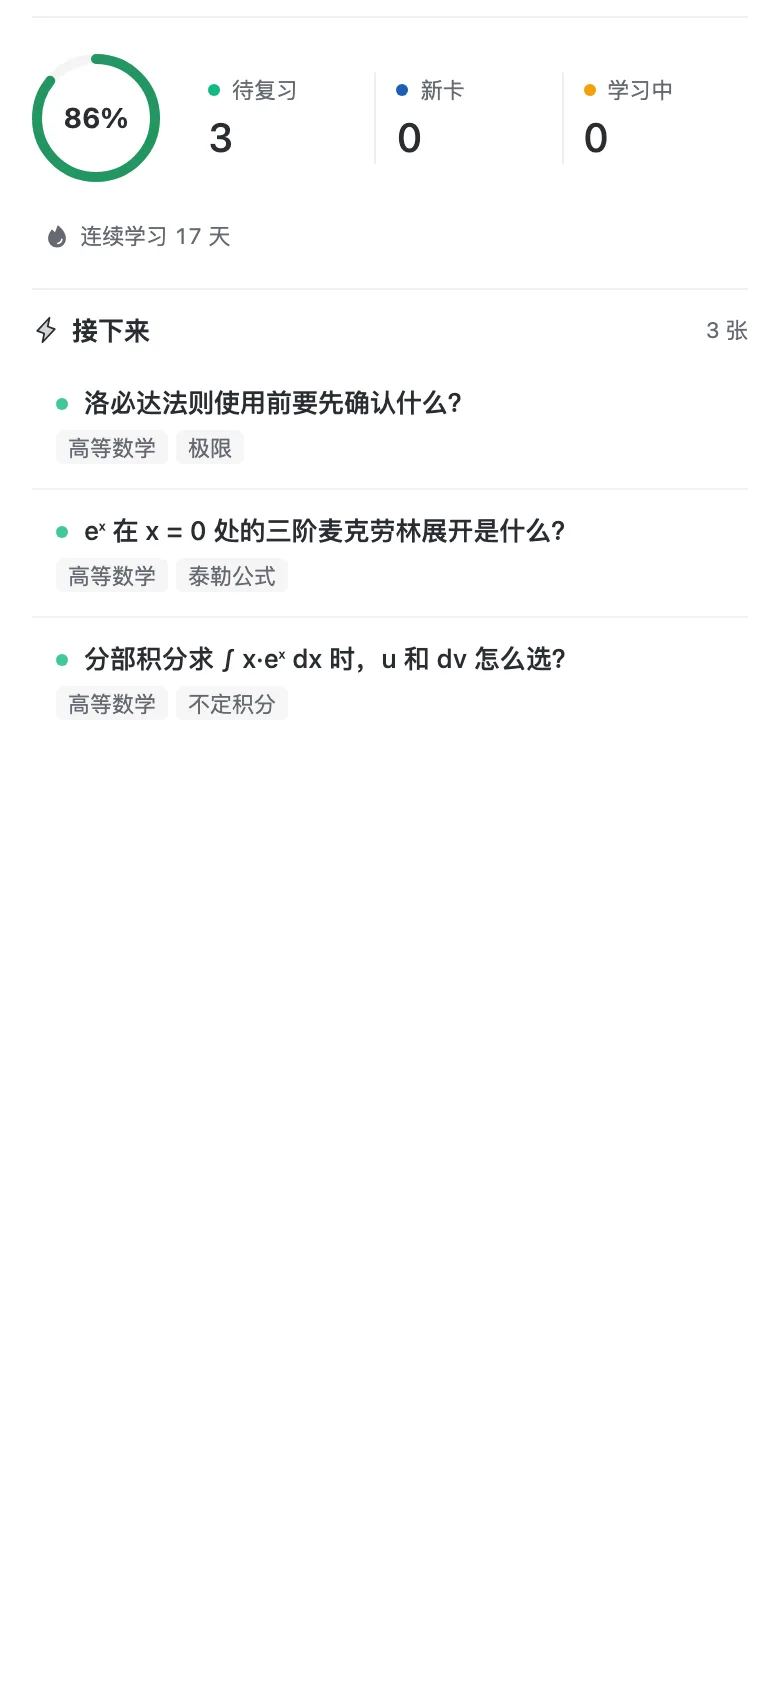 86%
待复习
3
新卡
0
学习中
0
连续学习 17 天
接下来
3 张
洛必达法则使用前要先确认什么?
高等数学 极限
eˣ 在 x = 0 处的三阶麦克劳林展开是什么?
高等数学 泰勒公式
分部积分求 ∫ x·eˣ dx 时，u 和 dv 怎么选?
高等数学 不定积分